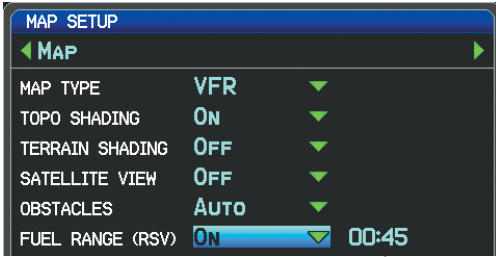 MAP SETUP
MAP
MAP TYPE VFR
TOPO SHADING ON
TERRAIN SHADING OFF
SATELLITE VIEW OFF
OBSTACLES AUTO
FUEL RANGE (RSV) ON 00:45